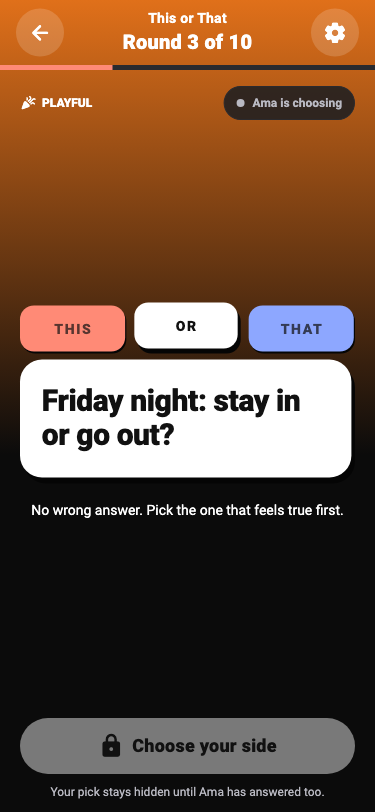 This or That
Round 3 of 10
PLAYFUL
Ama is choosing
THIS
OR
THAT
Friday night: stay in
or go out?
No wrong answer. Pick the one that feels true first.
Choose your side
Your pick stays hidden until Ama has answered too.